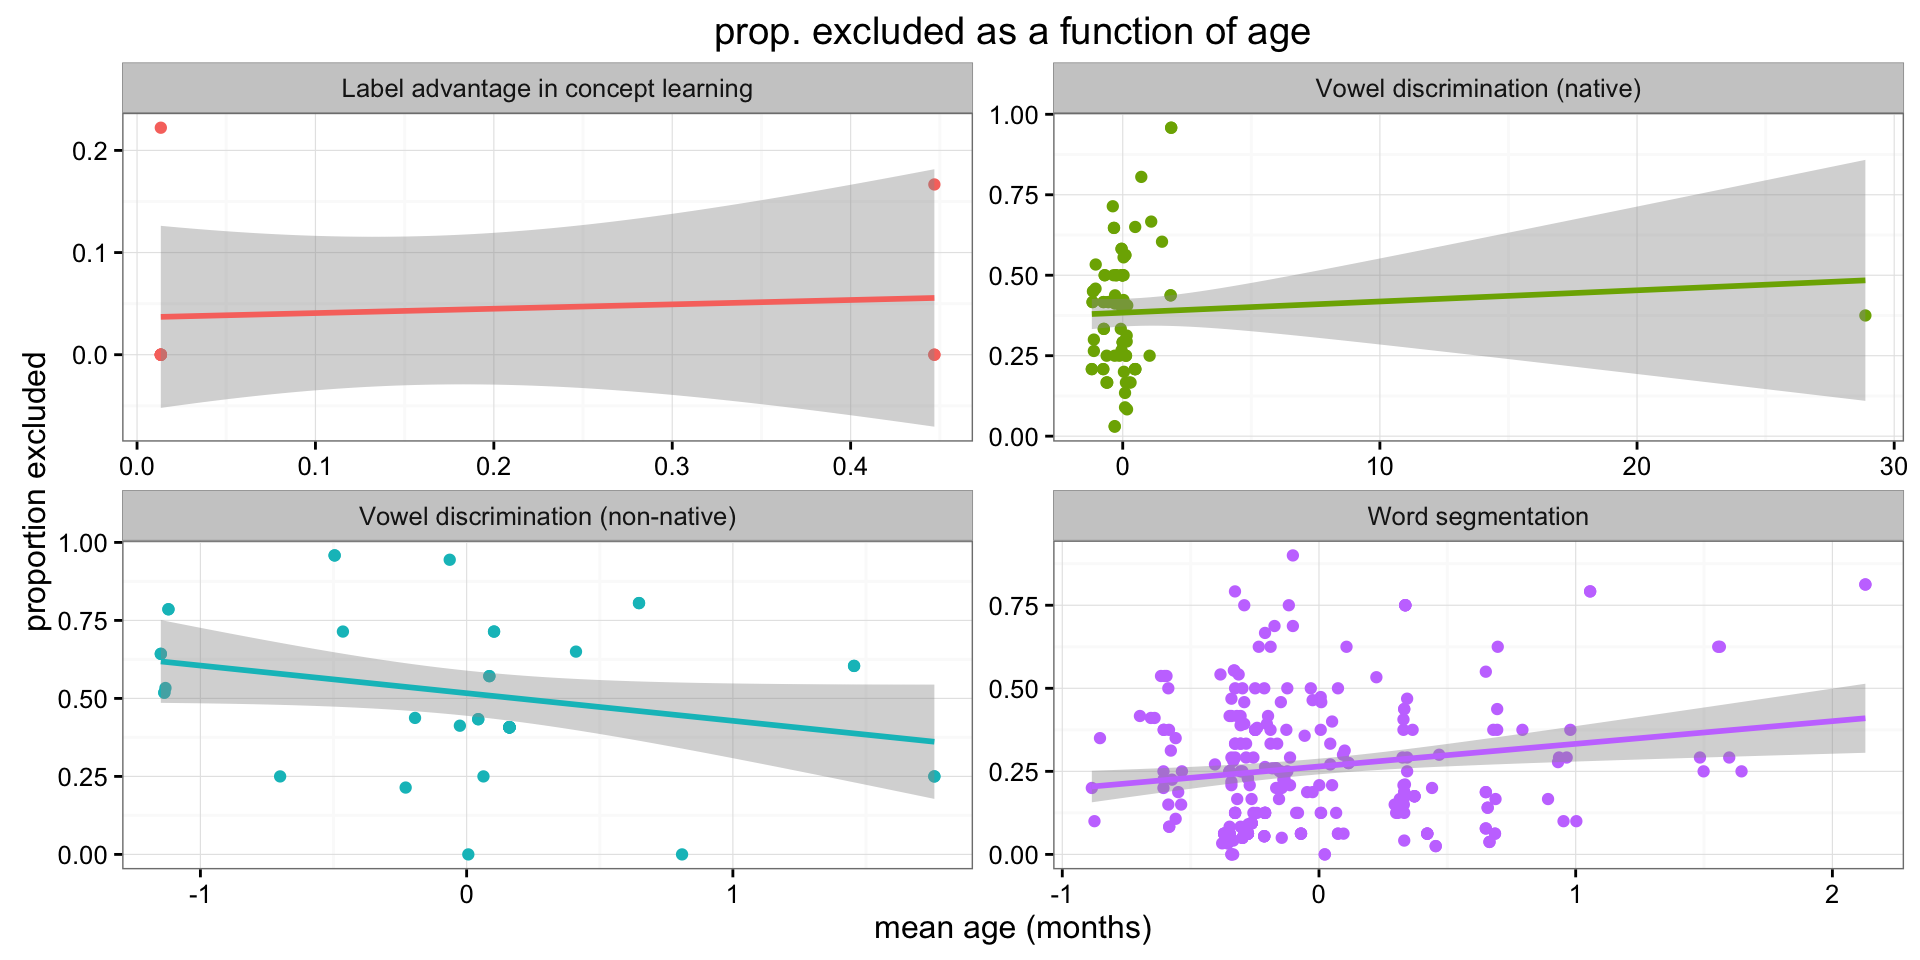 prop. excluded as a function of age
Label advantage in concept learning
Vowel discrimination (native)
0.2
0.1
0.0
0.0 0.1 0.2 0.3 0.4
1.00
0.75
0.50
0.25
0.00
0 10 20 30
proportion excluded
Vowel discrimination (non-native)
Word segmentation
1.00
0.75
0.50
0.25
0.00
-1 0 1
0.75
0.50
0.25
0.00
-1 0 1 2
mean age (months)